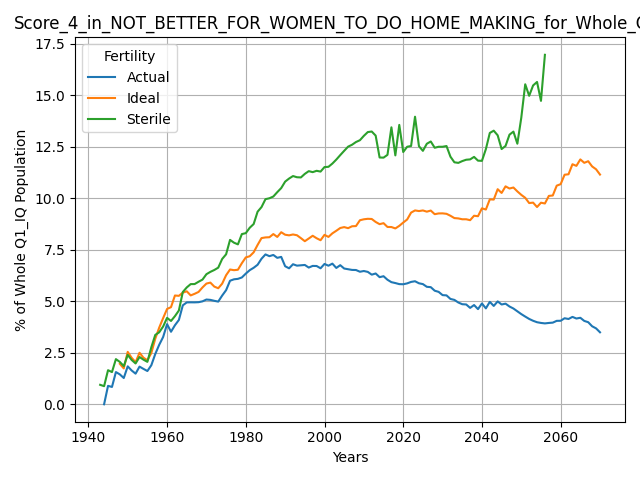 Score_4_in_NOT_BETTER_FOR_WOMEN_TO_DO_HOME_MAKING_for_Whole_
17.5
15.0
12.5
10.0
7.5
5.0
2.5
0.0
% of Whole Q1_IQ Population
Fertility
Actual
Ideal
Sterile
1940 1960 1980 2000 2020 2040 2060
Years